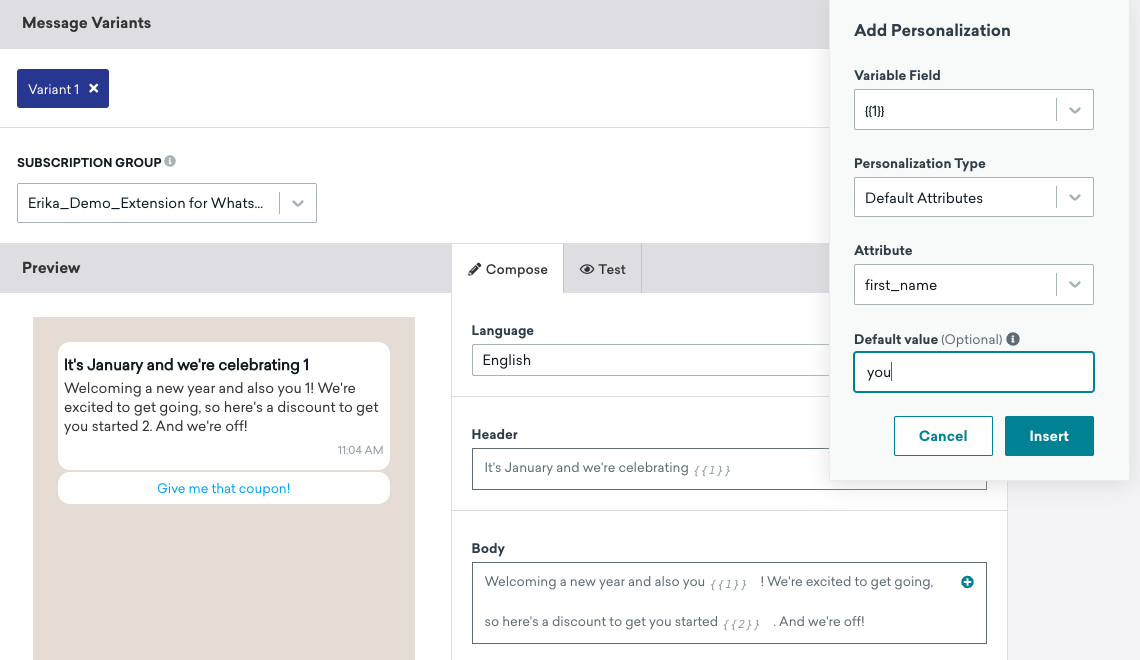 Message Variants
Variant 1 ×
SUBSCRIPTION GROUP
Erika_Demo_Extension for Whats...
Preview
It's January and we're celebrating 1
Welcoming a new year and also you 1! We're
excited to get going, so here's a discount to get
you started 2. And we're off!
11:04 AM
Give me that coupon!
Compose
Test
Language
English
Header
It's January and we're celebrating {{1}}
Body
Welcoming a new year and also you {{1}} ! We're excited to get going,
so here's a discount to get you started {{2}} . And we're off!
Add Personalization
Variable Field
{{1}}
Personalization Type
Default Attributes
Attribute
first_name
Default value (Optional)
you
Cancel
Insert